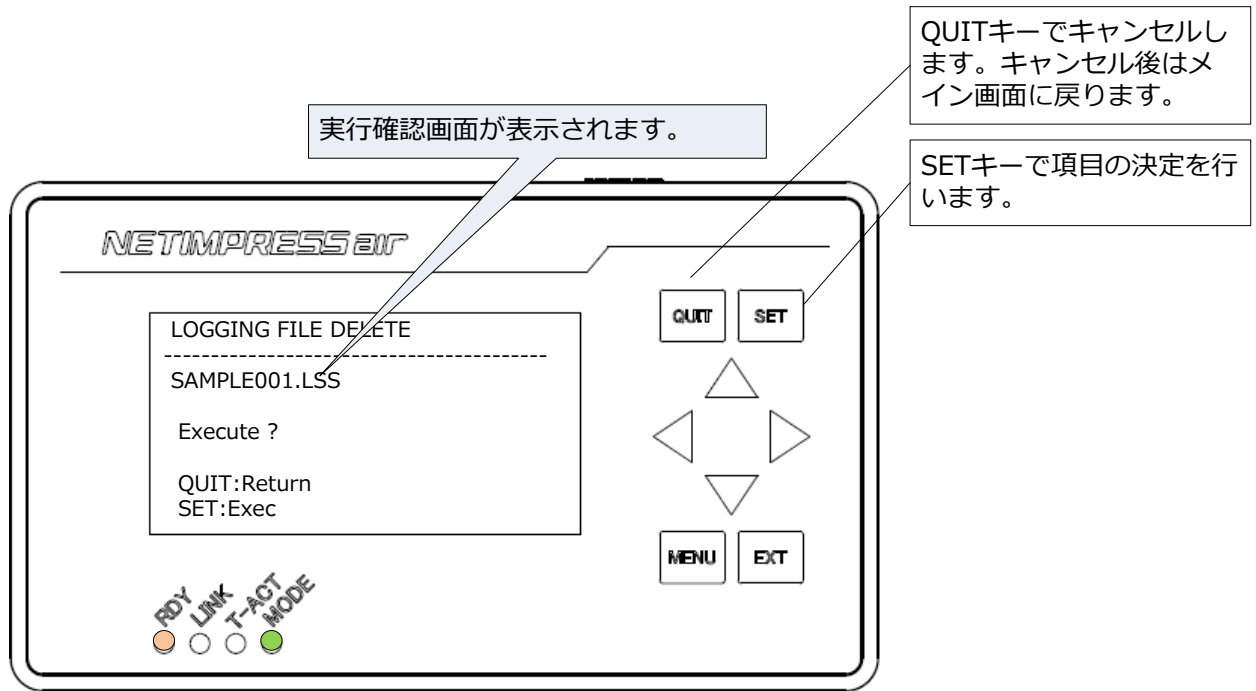 QUITキーでキャンセルし
ます。キャンセル後はメ
イン画面に戻ります。
実行確認画面が表示されます。
SETキーで項目の決定を行
います。
NETIMPRESS air
QUIT SET
LOGGING FILE DELETE
-----------------------------------------
SAMPLE001.LSS
Execute ?
QUIT:Return
SET:Exec
MENU EXT
RDY LINK T-ACT MODE